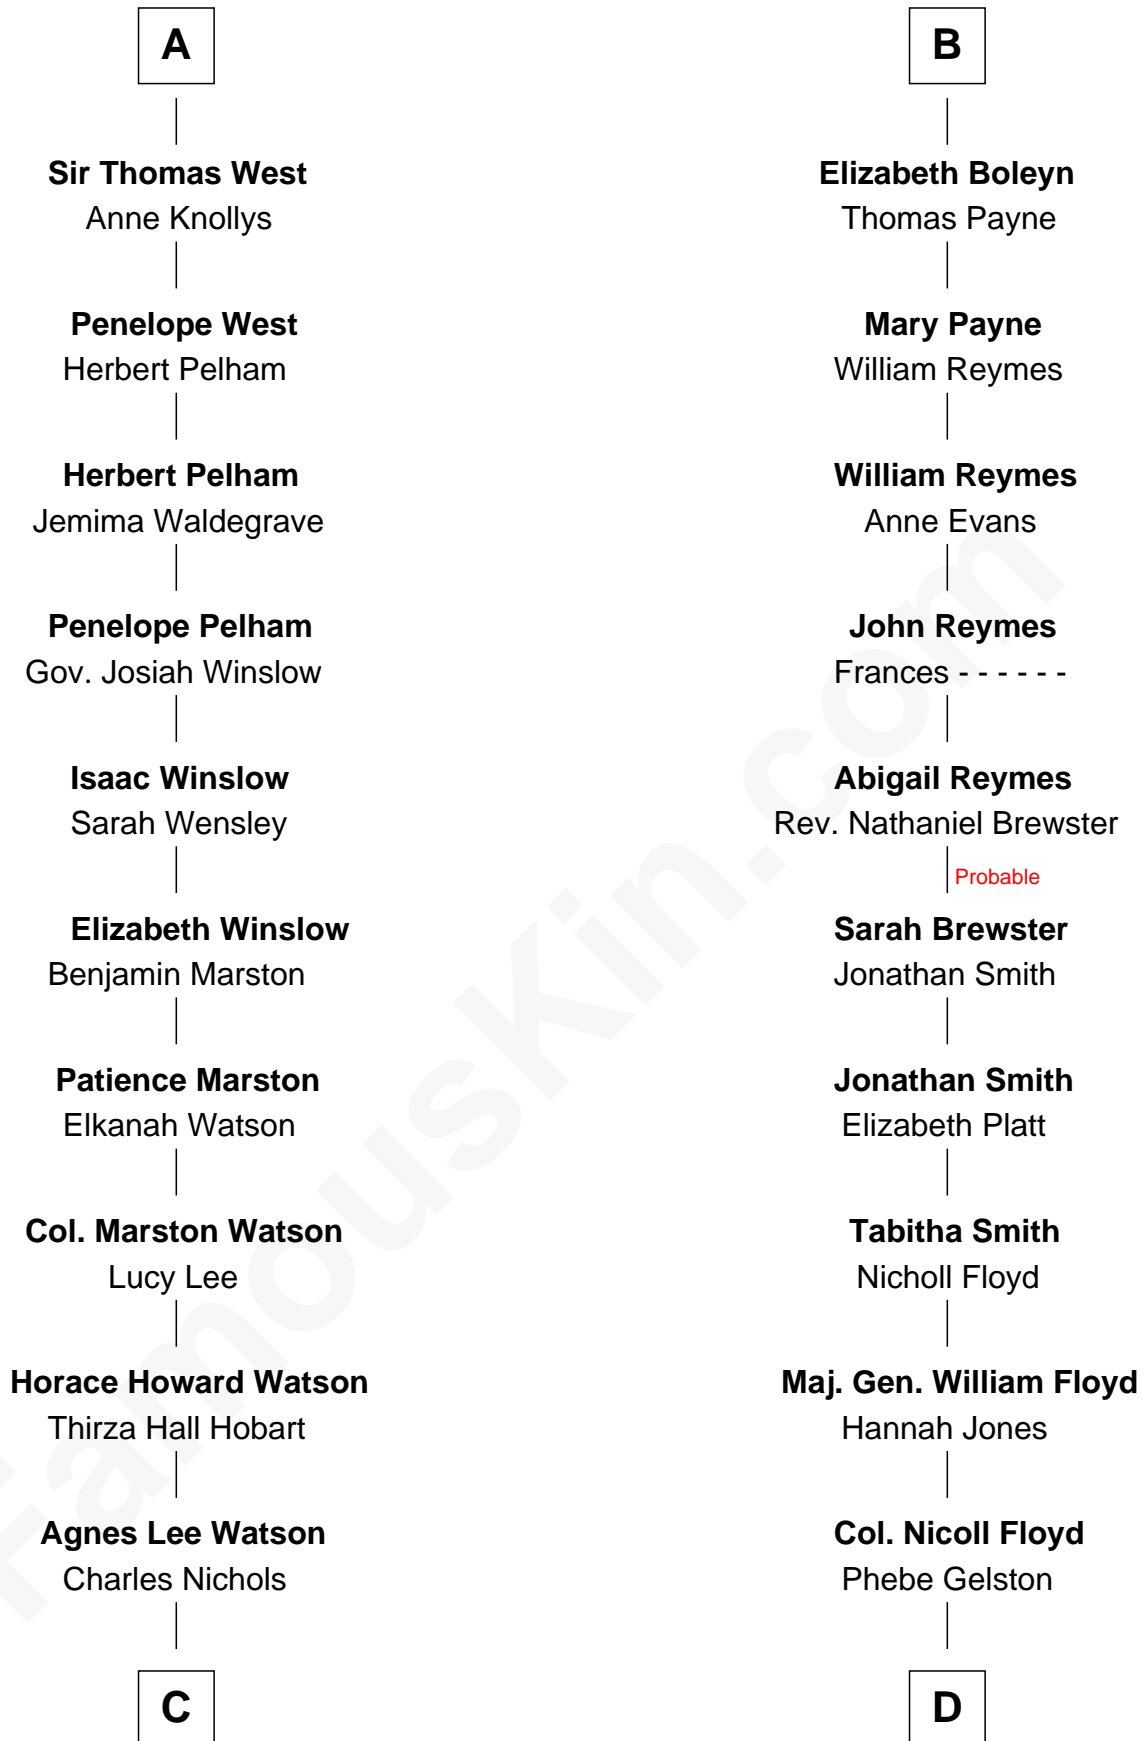 A
Sir Thomas West
Anne Knollys
Penelope West
Herbert Pelham
Herbert Pelham
Jemima Waldegrave
Penelope Pelham
Gov. Josiah Winslow
Isaac Winslow
Sarah Wensley
Elizabeth Winslow
Benjamin Marston
Patience Marston
Elkanah Watson
Col. Marston Watson
Lucy Lee
Horace Howard Watson
Thirza Hall Hobart
Agnes Lee Watson
Charles Nichols
C
B
Elizabeth Boleyn
Thomas Payne
Mary Payne
William Reymes
William Reymes
Anne Evans
John Reymes
Frances - - - - - -
Abigail Reymes
Rev. Nathaniel Brewster
Probable
Sarah Brewster
Jonathan Smith
Jonathan Smith
Elizabeth Platt
Tabitha Smith
Nicholl Floyd
Maj. Gen. William Floyd
Hannah Jones
Col. Nicoll Floyd
Phebe Gelston
D
FamousKin.com